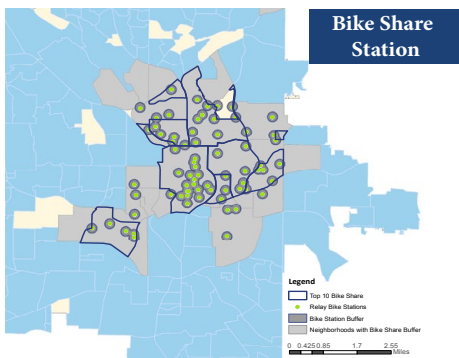 Bike Share
Station
Legend
Top 10 Bike Share
Relay Bike Stations
Bike Station Buffer
Neighborhoods with Bike Share Buffer
0 0.425 0.85 1.7 2.55
Miles